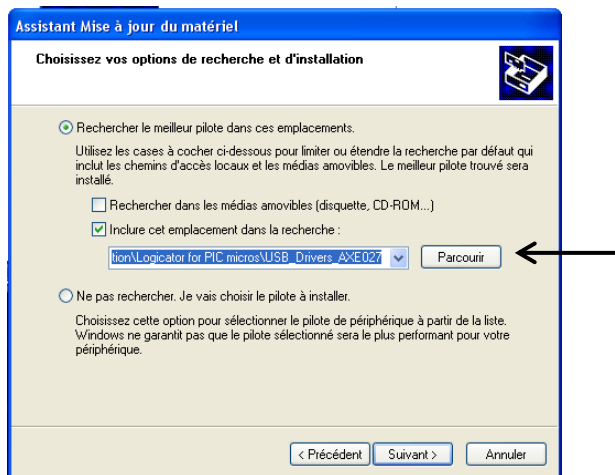 Assistant Mise à jour du matériel
Choisissez vos options de recherche et d'installation
Rechercher le meilleur pilote dans ces emplacements.
Utilisez les cases à cocher ci-dessous pour limiter ou étendre la recherche par défaut qui
inclut les chemins d'accès locaux et les médias amovibles. Le meilleur pilote trouvé sera
installé.
Rechercher dans les médias amovibles (disquette, CD-ROM...)
Inclure cet emplacement dans la recherche :
tion\Logicator for PIC micros\USB_Drivers_AXE027 Parcourir
Ne pas rechercher. Je vais choisir le pilote à installer.
Choisissez cette option pour sélectionner le pilote de périphérique à partir de la liste.
Windows ne garantit pas que le pilote sélectionné sera le plus performant pour votre
périphérique.
< Précédent Suivant > Annuler